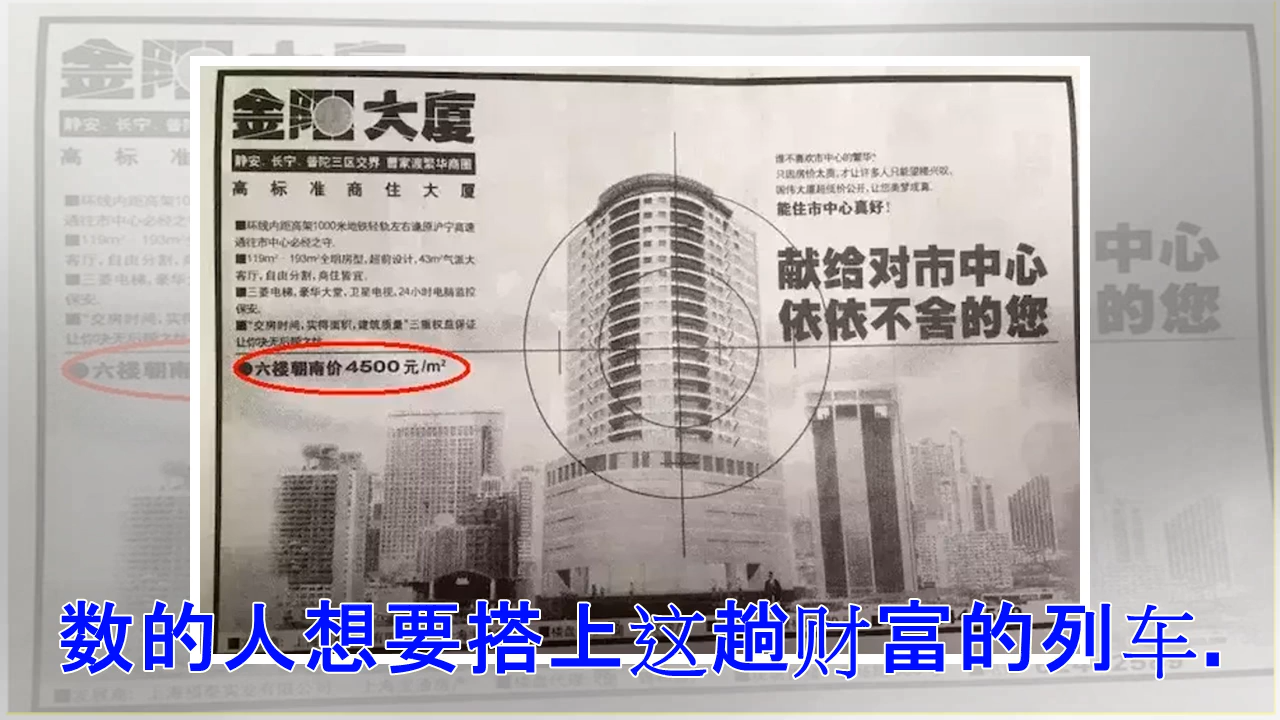 金阳大厦
静安、长宁、普陀三区交界 曹家渡繁华商圈
高标准商住大厦
■环线内距高架1000米地铁轻轨左右逢原沪宁高速
通往市中心必经之守.
■119m²-193m²全明房型,超前设计,43m²气派大
客厅,自由分割,商住皆宜.
■三菱电梯,豪华大堂,卫星电视,24小时电脑监控
保安.
■“交房时间,实得面积,建筑质量”三重权益保证
让你决无后顾之忧.
●六楼朝南价4500元/m²
谁不喜欢市中心的繁华?
只因房价太贵,才让许多人只能望楼兴叹,
能住市中心真好!
献给对市中心
依依不舍的您
数的人想要搭上这趟财富的列车.